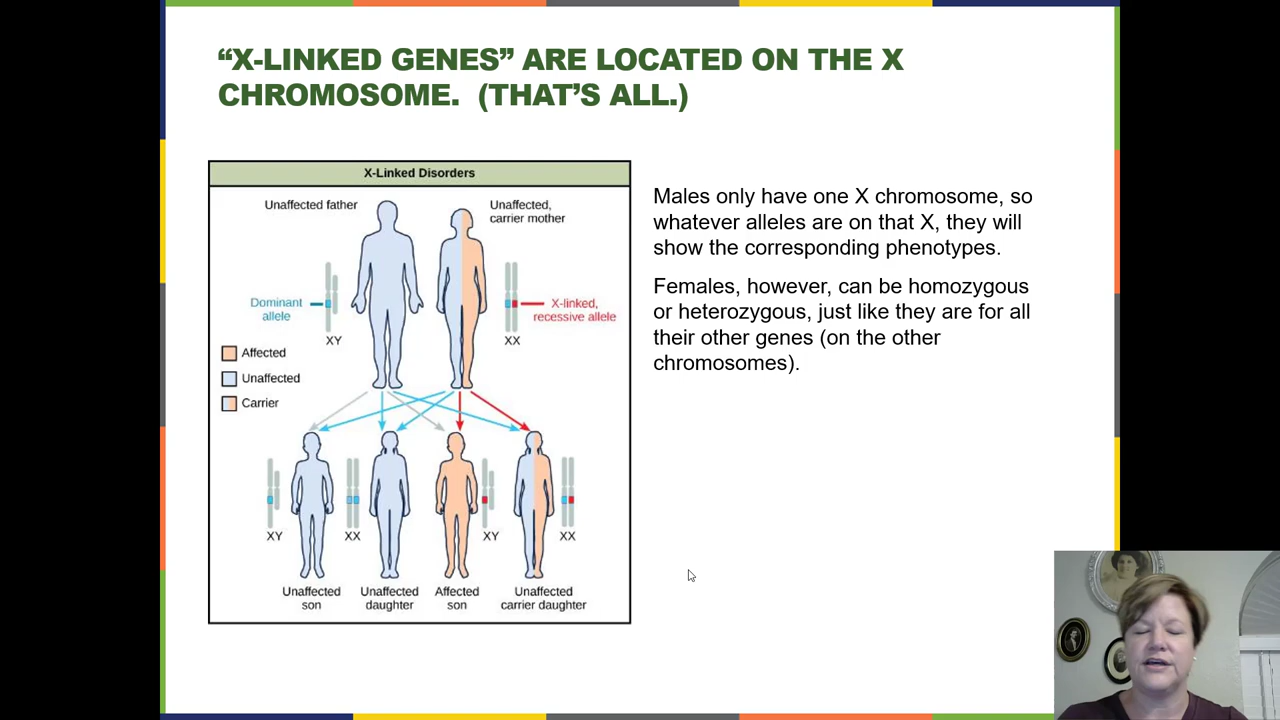 “X-LINKED GENES” ARE LOCATED ON THE X
CHROMOSOME.  (THAT’S ALL.)
X-Linked Disorders
Unaffected father
Unaffected,
carrier mother
Dominant
allele
XY
XX
X-linked,
recessive allele
Affected
Unaffected
Carrier
XY
XX
XY
XX
Unaffected
son
Unaffected
daughter
Affected
son
Unaffected
carrier daughter
Males only have one X chromosome, so
whatever alleles are on that X, they will
show the corresponding phenotypes.
Females, however, can be homozygous
or heterozygous, just like they are for all
their other genes (on the other
chromosomes).